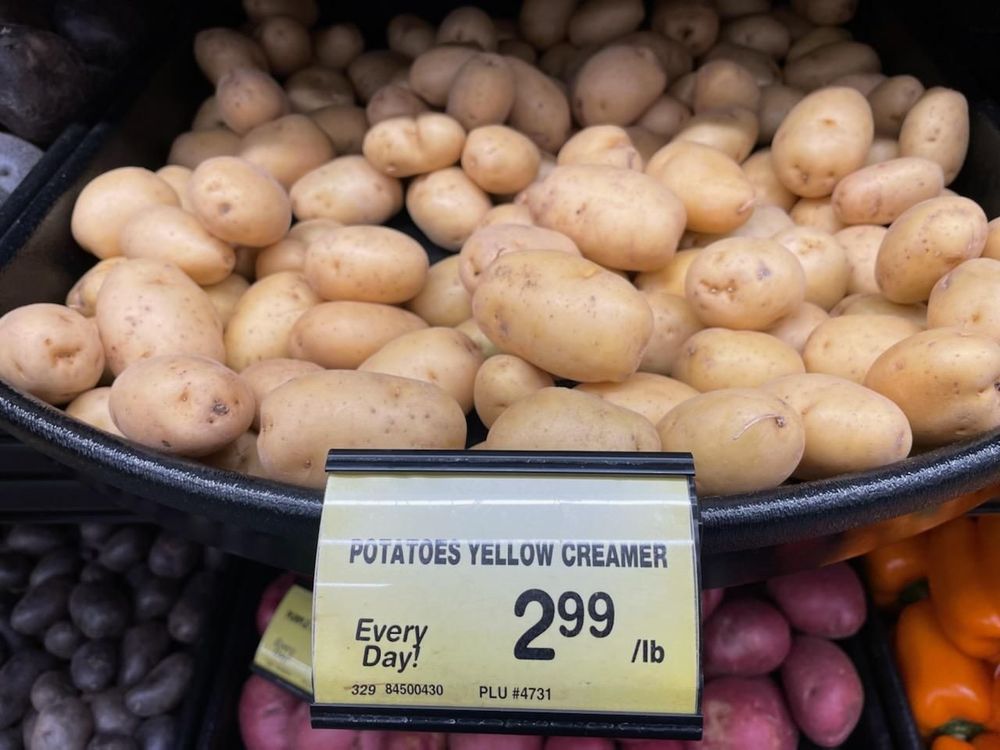 POTATOES YELLOW CREAMER
Every
Day!
2 99
/lb
329 84500430 PLU #4731